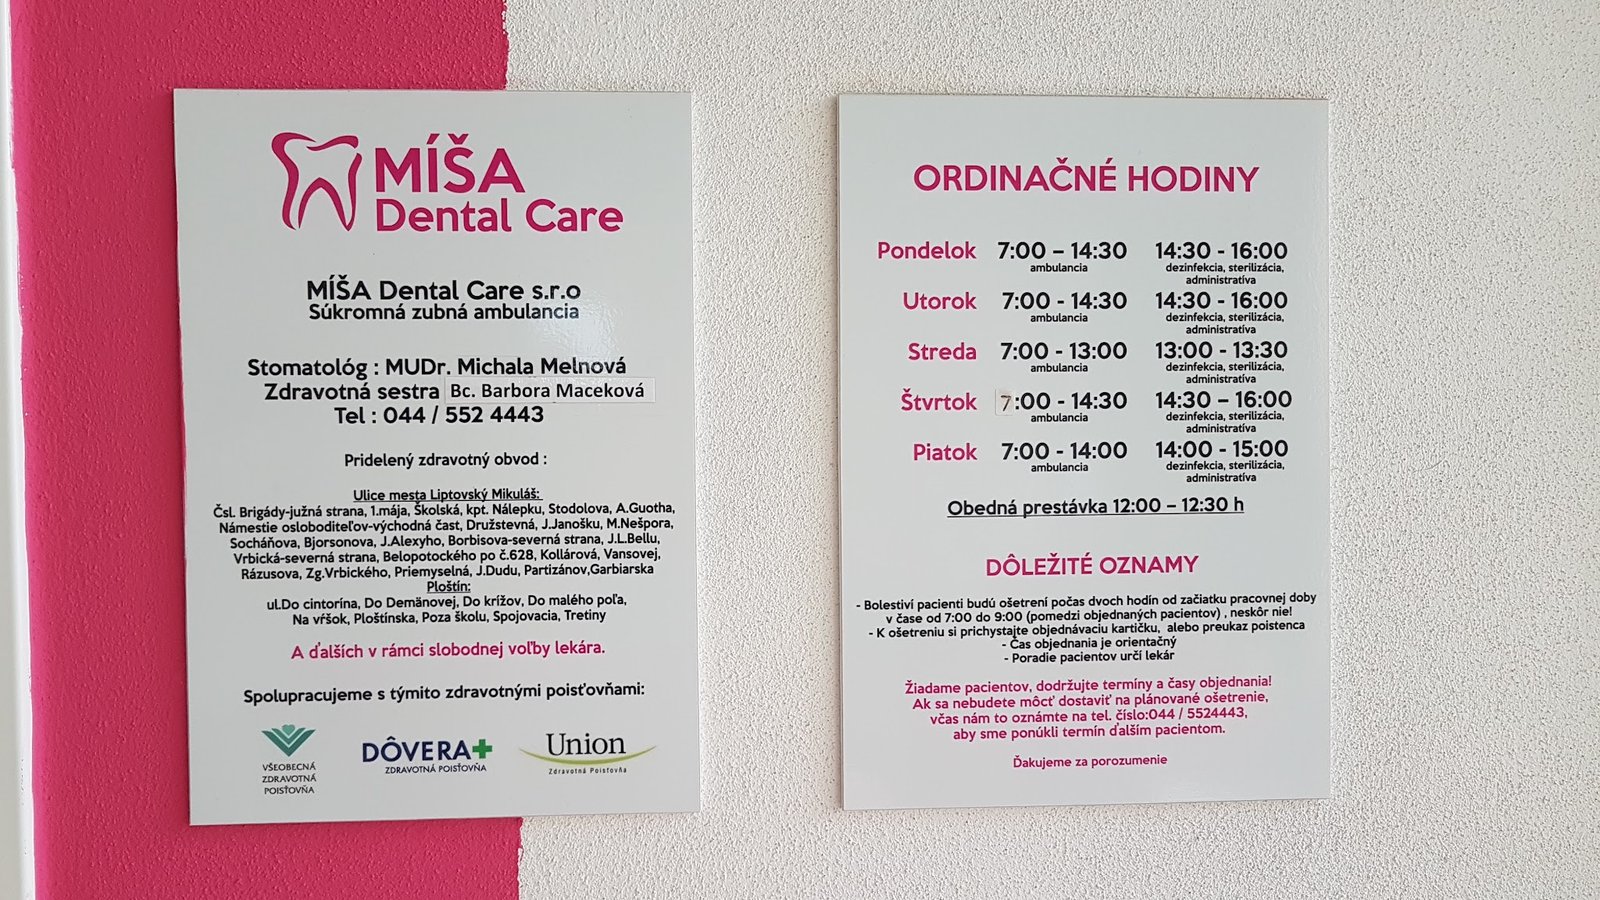 MÍŠA
Dental Care
MÍŠA Dental Care s.r.o
Súkromná zubná ambulancia
Stomatológ : MUDr. Michala Melnová
Zdravotná sestra Bc. Barbora Maceková
Tel : 044 / 552 4443
Pridelený zdravotný obvod :
Ulice mesta Liptovský Mikuláš:
Čsl. Brigády-južná strana, 1.mája, Školská, kpt. Nálepku, Stodolova, A.Guotha,
Námestie osloboditeľov-východná časť, Družstevná, J.Janošku, M.Nešpora,
Socháňova, Bjorsonova, J.Alexyho, Borbisova-severná strana, J.L.Bellu,
Vrbická-severná strana, Belopotockého po č.628, Kollárová, Vansovej,
Rázusova, Zg.Vrbického, Priemyselná, J.Dudu, Partizánov,Garbiarska
Ploštín:
ul.Do cintorína, Do Demänovej, Do krížov, Do malého poľa,
Na vŕšok, Ploštínska, Poza školu, Spojovacia, Tretiny
A ďalších v rámci slobodnej voľby lekára.
Spolupracujeme s týmito zdravotnými poisťovňami:
VŠEOBECNÁ
ZDRAVOTNÁ
POISŤOVŇA
DÔVERA
ZDRAVOTNÁ POISŤOVŇA
Union
Zdravotná Poisťovňa
ORDINAČNÉ HODINY
Pondelok 7:00 – 14:30 14:30 - 16:00
ambulancia dezinfekcia, sterilizácia,
administratíva
Utorok 7:00 - 14:30 14:30 - 16:00
ambulancia dezinfekcia, sterilizácia,
administratíva
Streda 7:00 - 13:00 13:00 - 13:30
ambulancia dezinfekcia, sterilizácia,
administratíva
Štvrtok 7:00 - 14:30 14:30 – 16:00
ambulancia dezinfekcia, sterilizácia,
administratíva
Piatok 7:00 - 14:00 14:00 - 15:00
ambulancia dezinfekcia, sterilizácia,
administratíva
Obedná prestávka 12:00 – 12:30 h
DÔLEŽITÉ OZNAMY
- Bolestiví pacienti budú ošetrení počas dvoch hodín od začiatku pracovnej doby
v čase od 7:00 do 9:00 (pomedzi objednaných pacientov) , neskôr nie!
- K ošetreniu si prichystajte objednávaciu kartičku, alebo preukaz poistenca
- Čas objednania je orientačný
- Poradie pacientov určí lekár
Žiadame pacientov, dodržujte termíny a časy objednania!
Ak sa nebudete môcť dostaviť na plánované ošetrenie,
včas nám to oznámte na tel. číslo:044 / 5524443,
aby sme ponúkli termín ďalším pacientom.
Ďakujeme za porozumenie